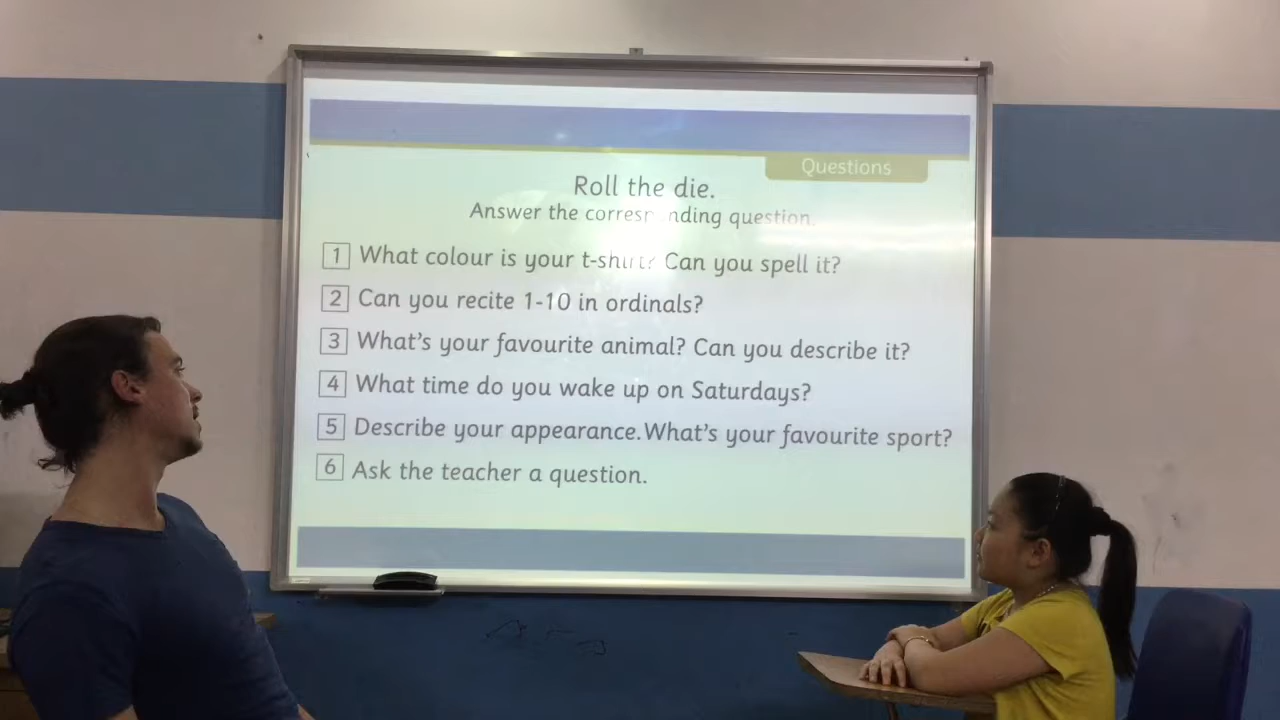 Questions
Roll the die.
Answer the corresponding question.
1 What colour is your t-shirt? Can you spell it?
2 Can you recite 1-10 in ordinals?
3 What's your favourite animal? Can you describe it?
4 What time do you wake up on Saturdays?
5 Describe your appearance.What's your favourite sport?
6 Ask the teacher a question.